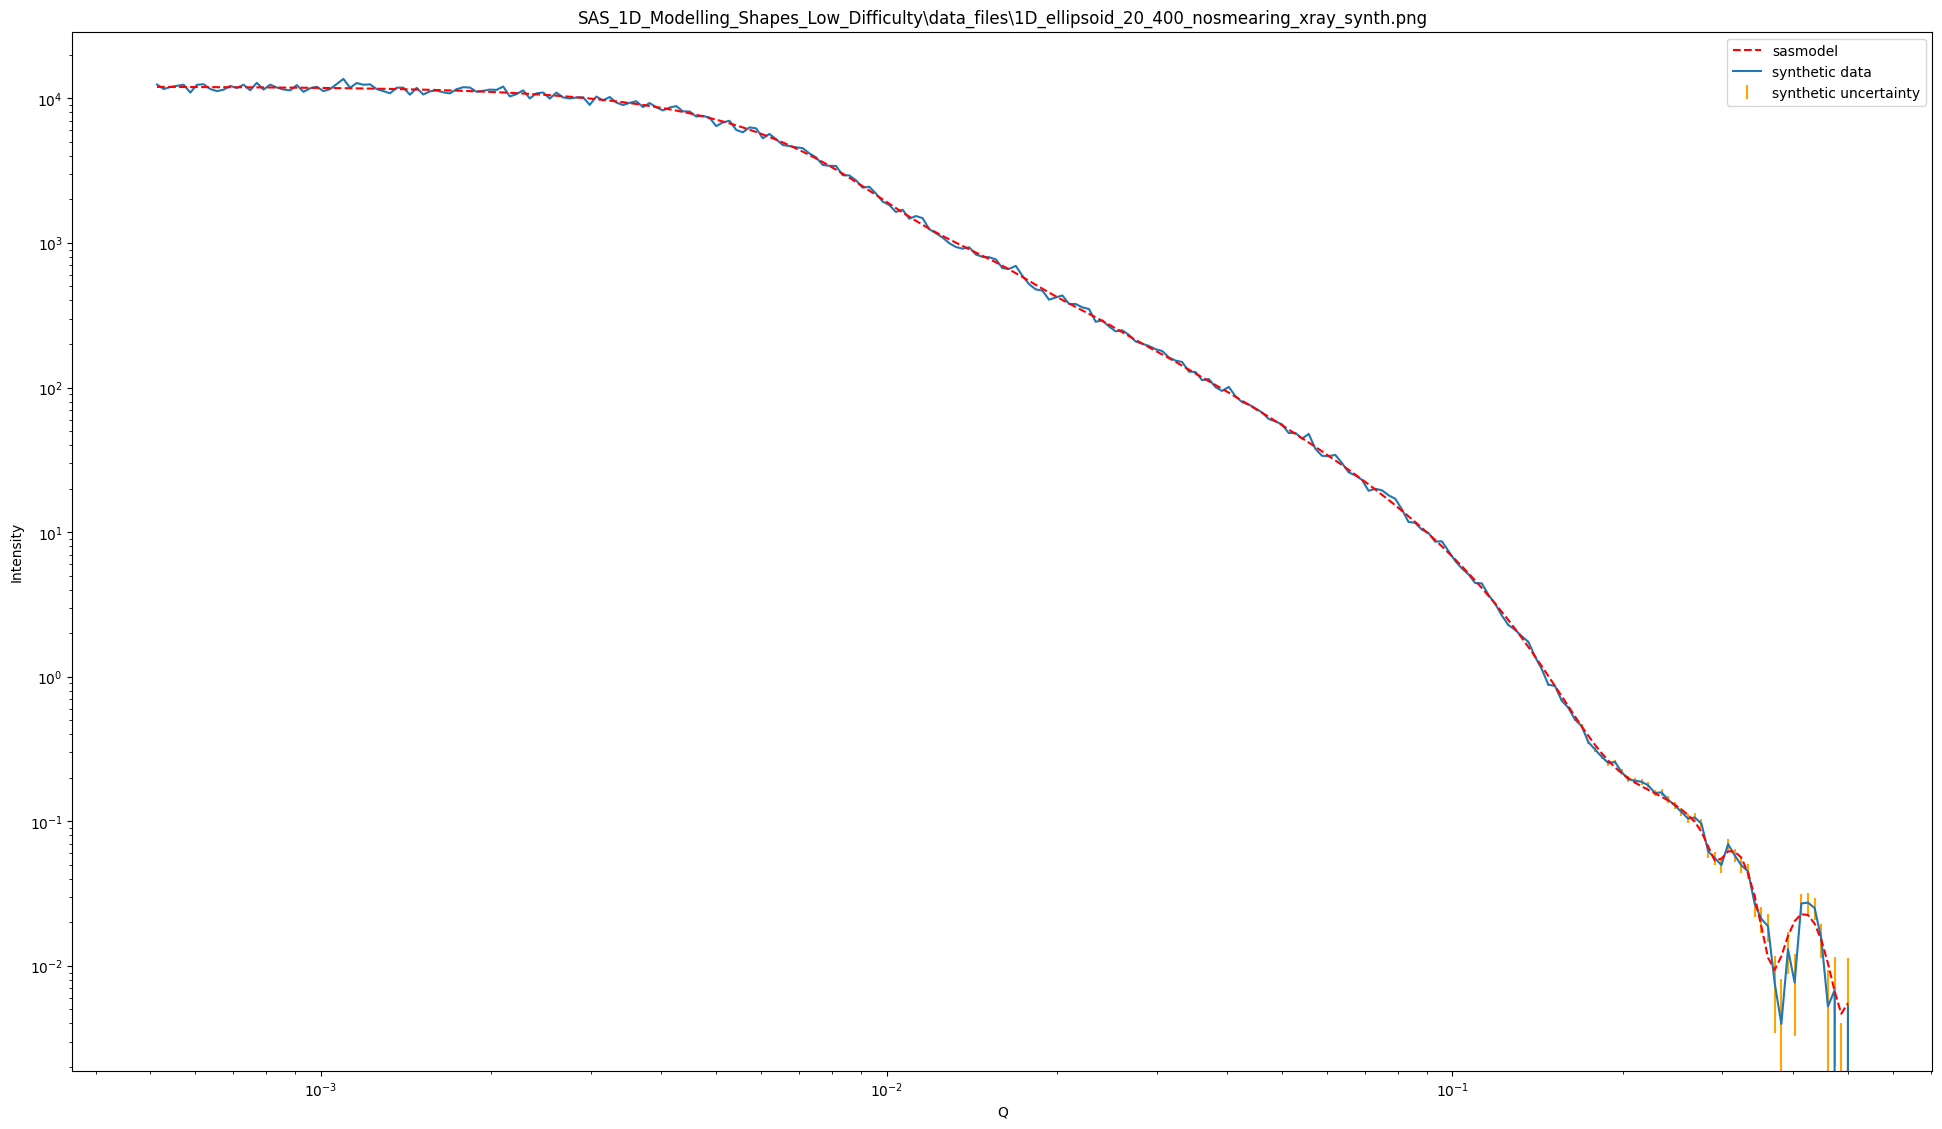 SAS_1D_Modelling_Shapes_Low_Difficulty\data_files\1D_ellipsoid_20_400_nosmearing_xray_synth.png
sasmodel
synthetic data
synthetic uncertainty
Intensity
10^4
10^3
10^2
10^1
10^0
10^-1
10^-2
10^-3
10^-2
10^-1
Q